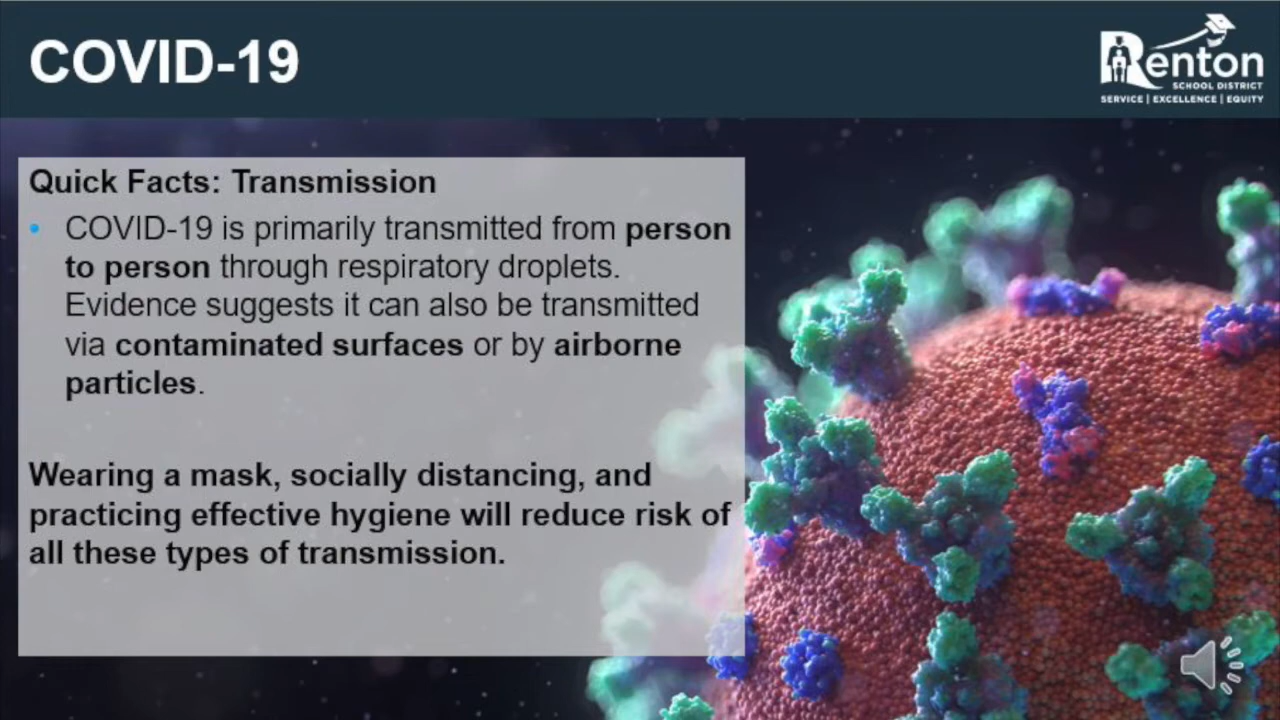 COVID-19
Renton
SCHOOL DISTRICT
SERVICE | EXCELLENCE | EQUITY
Quick Facts: Transmission
• COVID-19 is primarily transmitted from person
to person through respiratory droplets.
Evidence suggests it can also be transmitted
via contaminated surfaces or by airborne
particles.
Wearing a mask, socially distancing, and
practicing effective hygiene will reduce risk of
all these types of transmission.